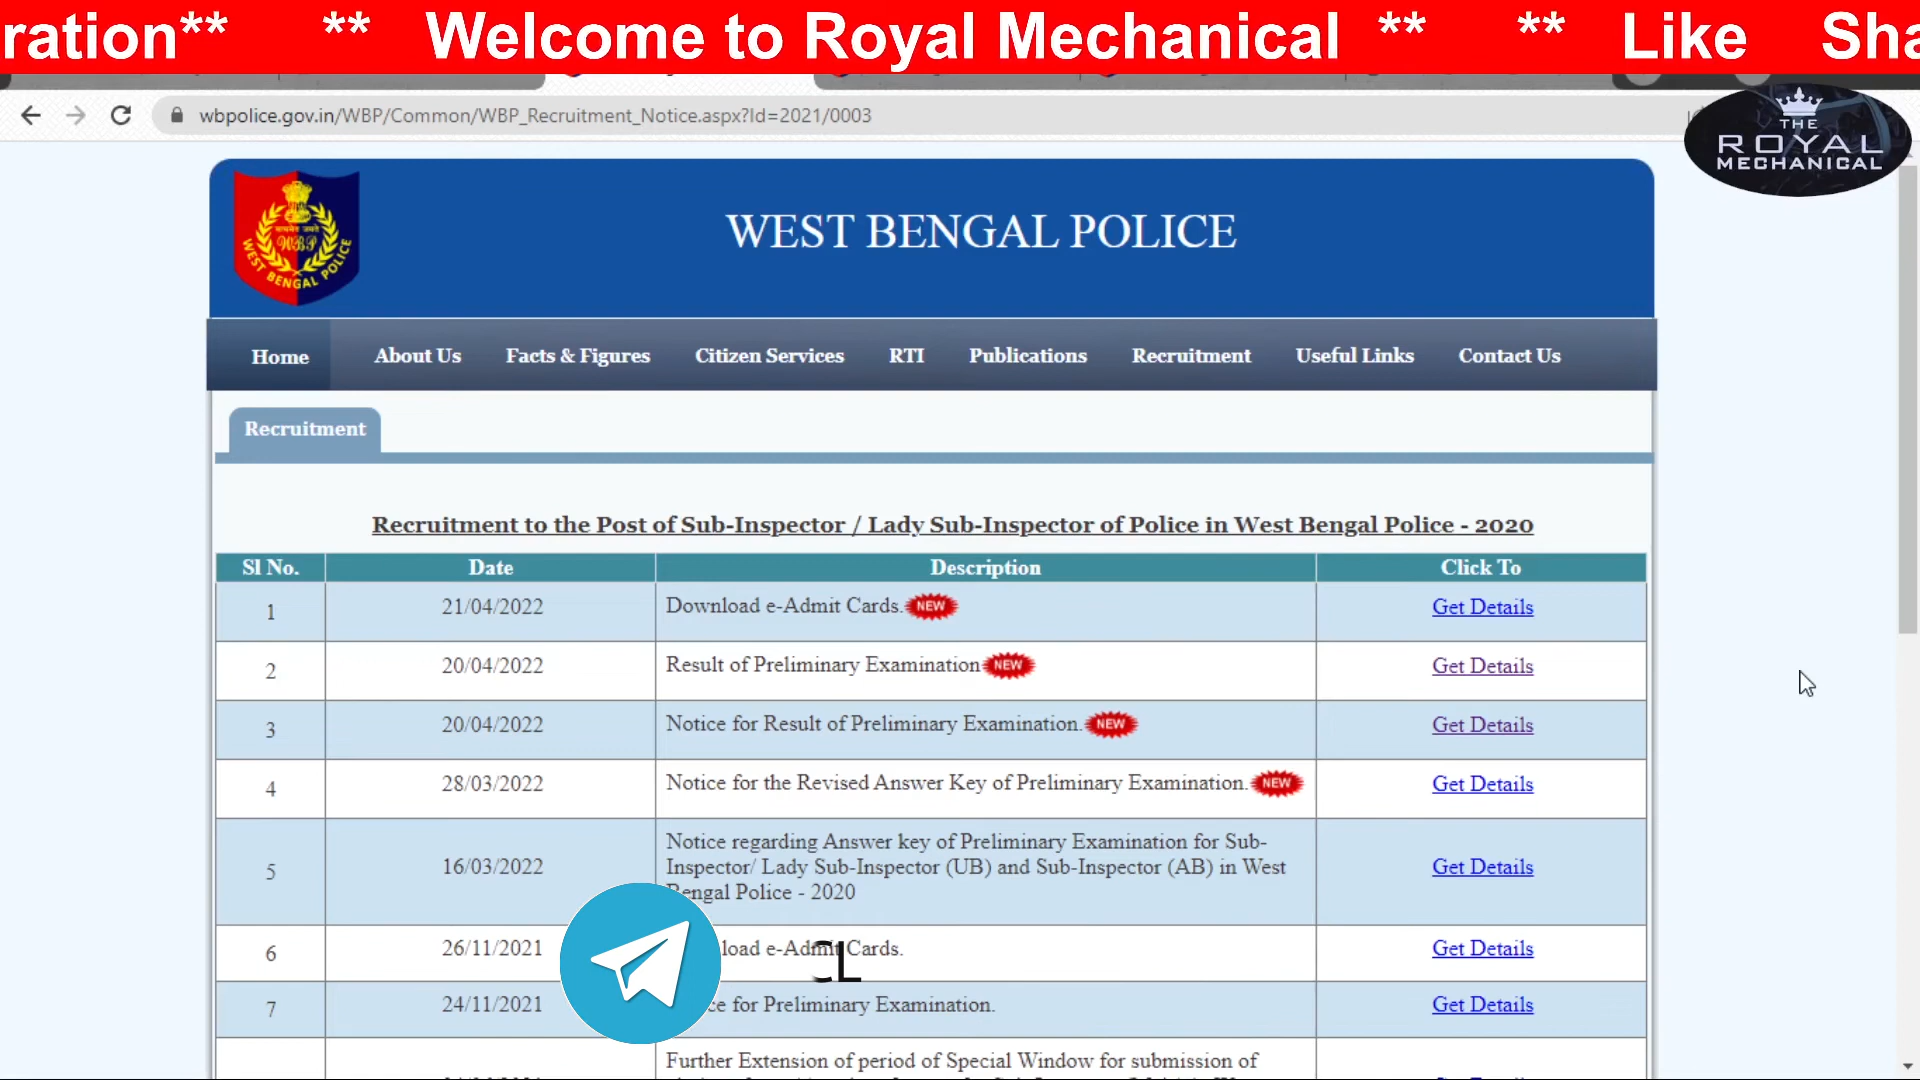 ration** ** Welcome to Royal Mechanical ** ** Like Sha
wbpolice.gov.in/WBP/Common/WBP_Recruitment_Notice.aspx?Id=2021/0003
THE
ROYAL
MECHANICAL
WBP
WEST BENGAL POLICE
WEST BENGAL POLICE
Home About Us Facts & Figures Citizen Services RTI Publications Recruitment Useful Links Contact Us
Recruitment
Recruitment to the Post of Sub-Inspector / Lady Sub-Inspector of Police in West Bengal Police - 2020
Sl No. Date Description Click To
1 21/04/2022 Download e-Admit Cards. NEW Get Details
2 20/04/2022 Result of Preliminary Examination NEW Get Details
3 20/04/2022 Notice for Result of Preliminary Examination. NEW Get Details
4 28/03/2022 Notice for the Revised Answer Key of Preliminary Examination. NEW Get Details
Notice regarding Answer key of Preliminary Examination for Sub-
5 16/03/2022 Inspector/ Lady Sub-Inspector (UB) and Sub-Inspector (AB) in West Get Details
Bengal Police - 2020
6 26/11/2021 load e-Admit Cards. Get Details
CL
7 24/11/2021 ce for Preliminary Examination. Get Details
Further Extension of period of Special Window for submission of